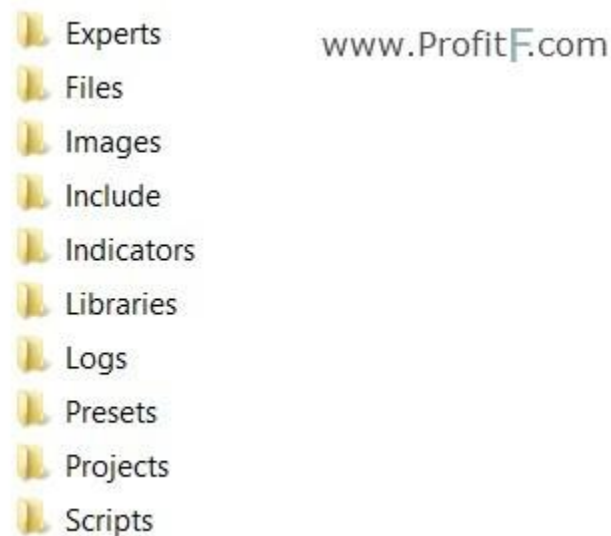 Experts
www.ProfitF.com
Files
Images
Include
Indicators
Libraries
Logs
Presets
Projects
Scripts